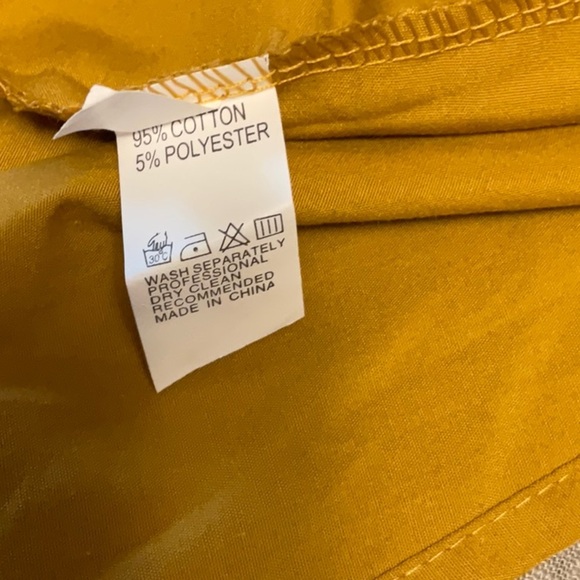 95% COTTON
5% POLYESTER
30°C
WASH SEPARATELY
PROFESSIONAL
DRY CLEAN
RECOMMENDED
MADE IN CHINA